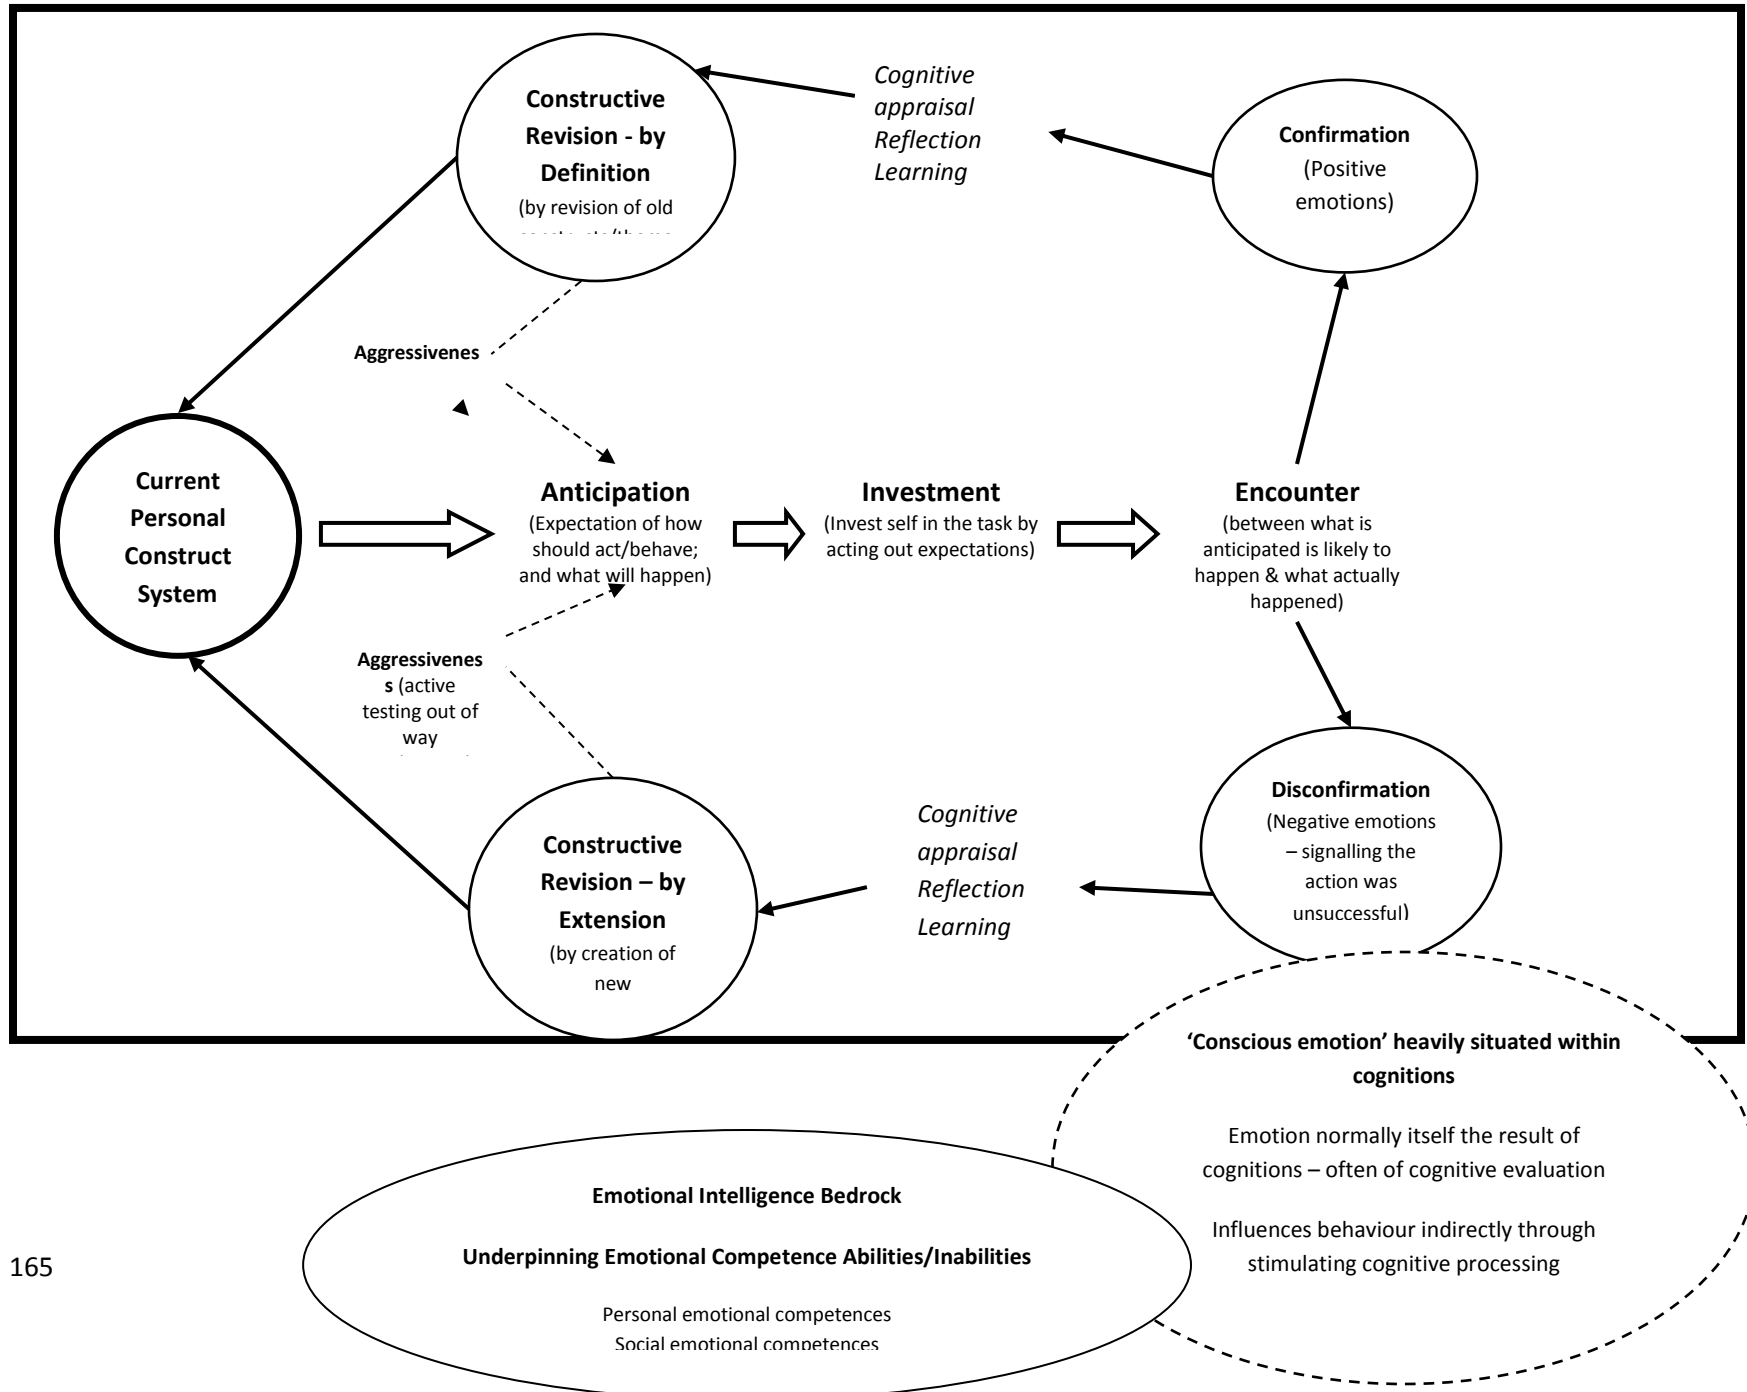 Constructive
Revision - by
Definition
(by revision of old
Cognitive
appraisal
Reflection
Learning
Confirmation
(Positive
emotions)
Aggressivenes
Current
Personal
Construct
System
Anticipation
(Expectation of how
should act/behave;
and what will happen)
Investment
(Invest self in the task by
acting out expectations)
Encounter
(between what is
anticipated is likely to
happen & what actually
happened)
Aggressivenes
s (active
testing out of
way
Constructive
Revision – by
Extension
(by creation of
new
Cognitive
appraisal
Reflection
Learning
Disconfirmation
(Negative emotions
– signalling the
action was
unsuccessful)
‘Conscious emotion’ heavily situated within
cognitions
Emotion normally itself the result of
cognitions – often of cognitive evaluation
Influences behaviour indirectly through
stimulating cognitive processing
Emotional Intelligence Bedrock
Underpinning Emotional Competence Abilities/Inabilities
Personal emotional competences
Social emotional competences
165